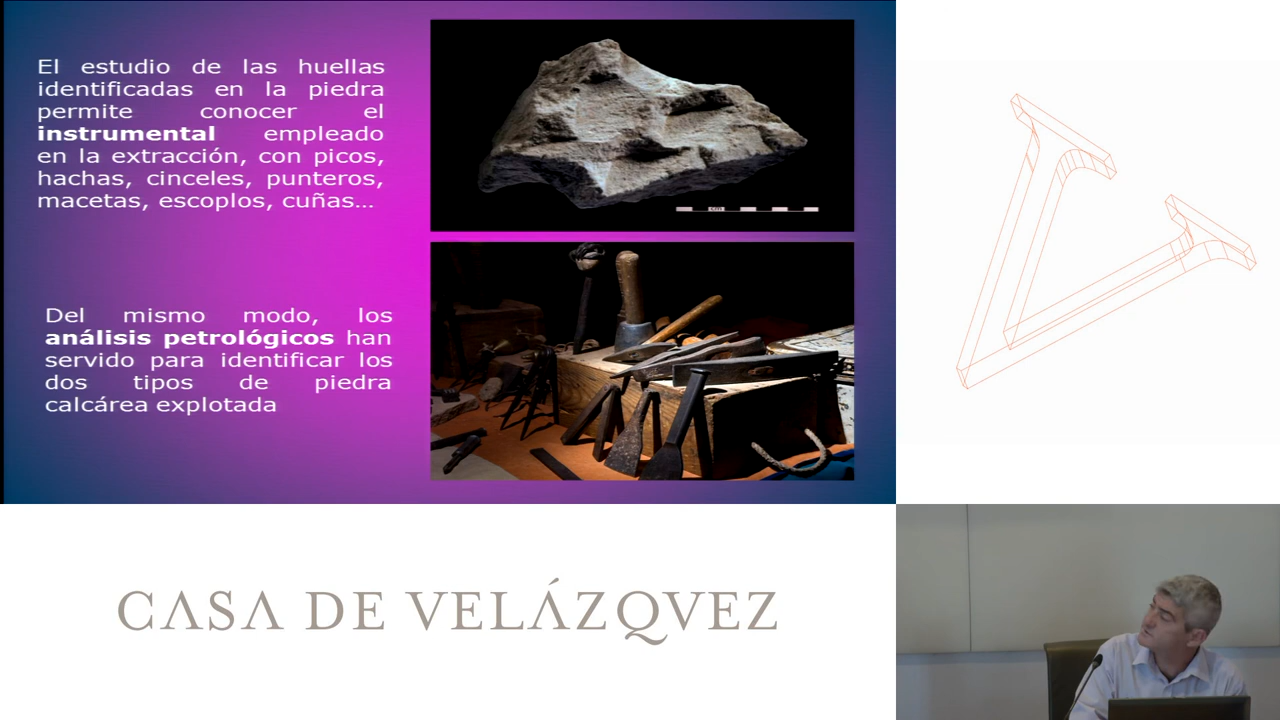 El estudio de las huellas
identificadas en la piedra
permite conocer el
instrumental empleado
en la extracción, con picos,
hachas, cinceles, punteros,
macetas, escoplos, cuñas...
Del mismo modo, los
análisis petrológicos han
servido para identificar los
dos tipos de piedra
calcárea explotada
cm
CASA DE VELÁZQVEZ